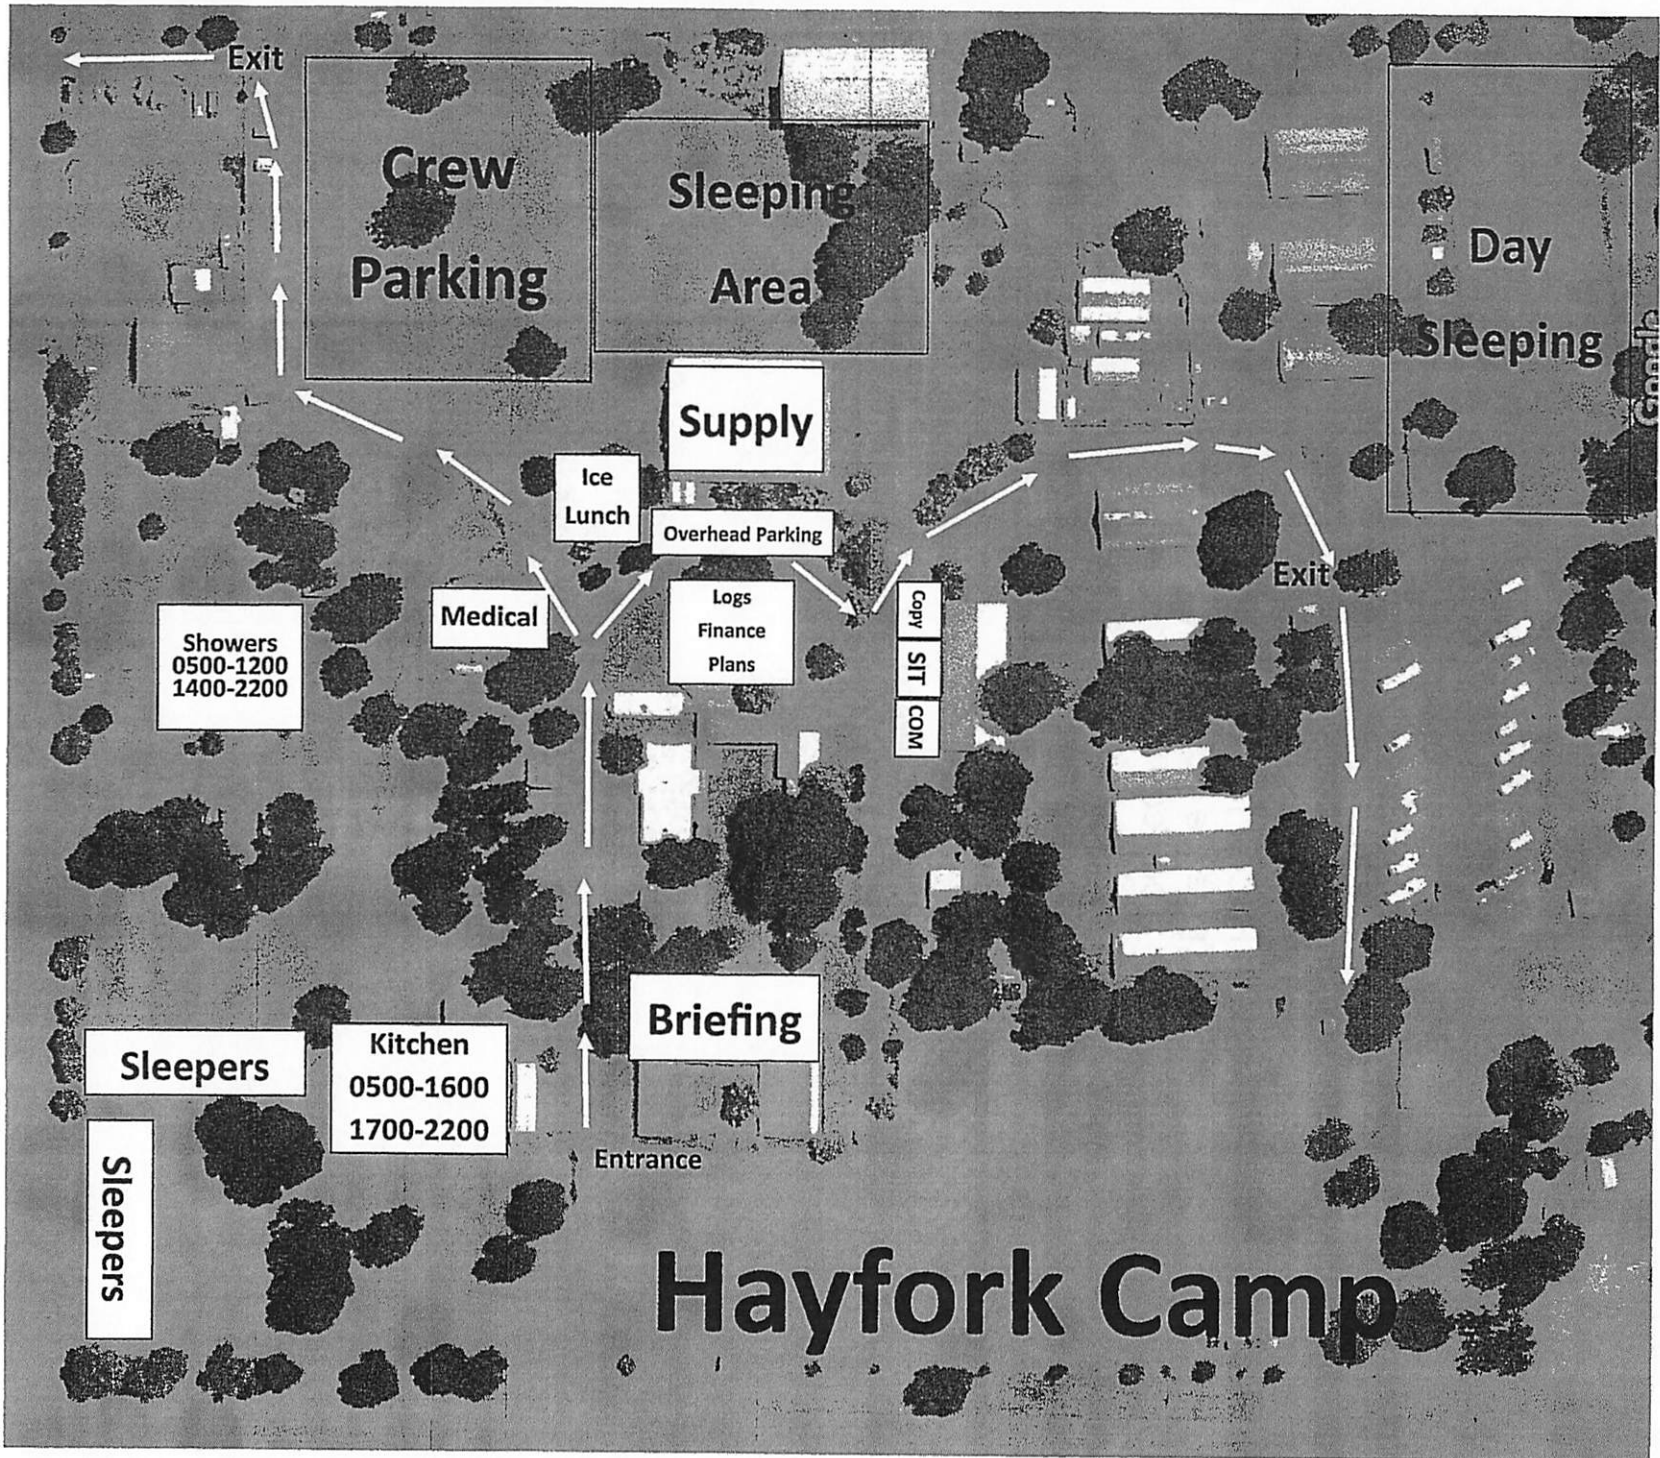 Exit
Crew
Parking
Sleeping
Area
Day
Sleeping
Google
Supply
Ice
Lunch
Overhead Parking
Medical
Logs
Finance
Plans
Copy
SIT
COM
Exit
Showers
0500-1200
1400-2200
Briefing
Sleepers
Kitchen
0500-1600
1700-2200
Entrance
Sleepers
Hayfork Camp